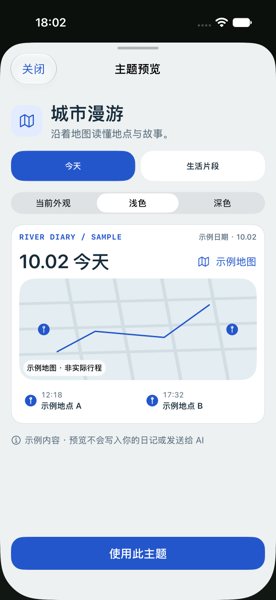 18:02
关闭
主题预览
城市漫游
沿着地图读懂地点与故事。
今天
生活片段
当前外观
浅色
深色
RIVER DIARY / SAMPLE
示例日期 · 10.02
10.02 今天
示例地图
示例地图 · 非实际行程
12:18
示例地点 A
17:32
示例地点 B
示例内容 · 预览不会写入你的日记或发送给 AI
使用此主题